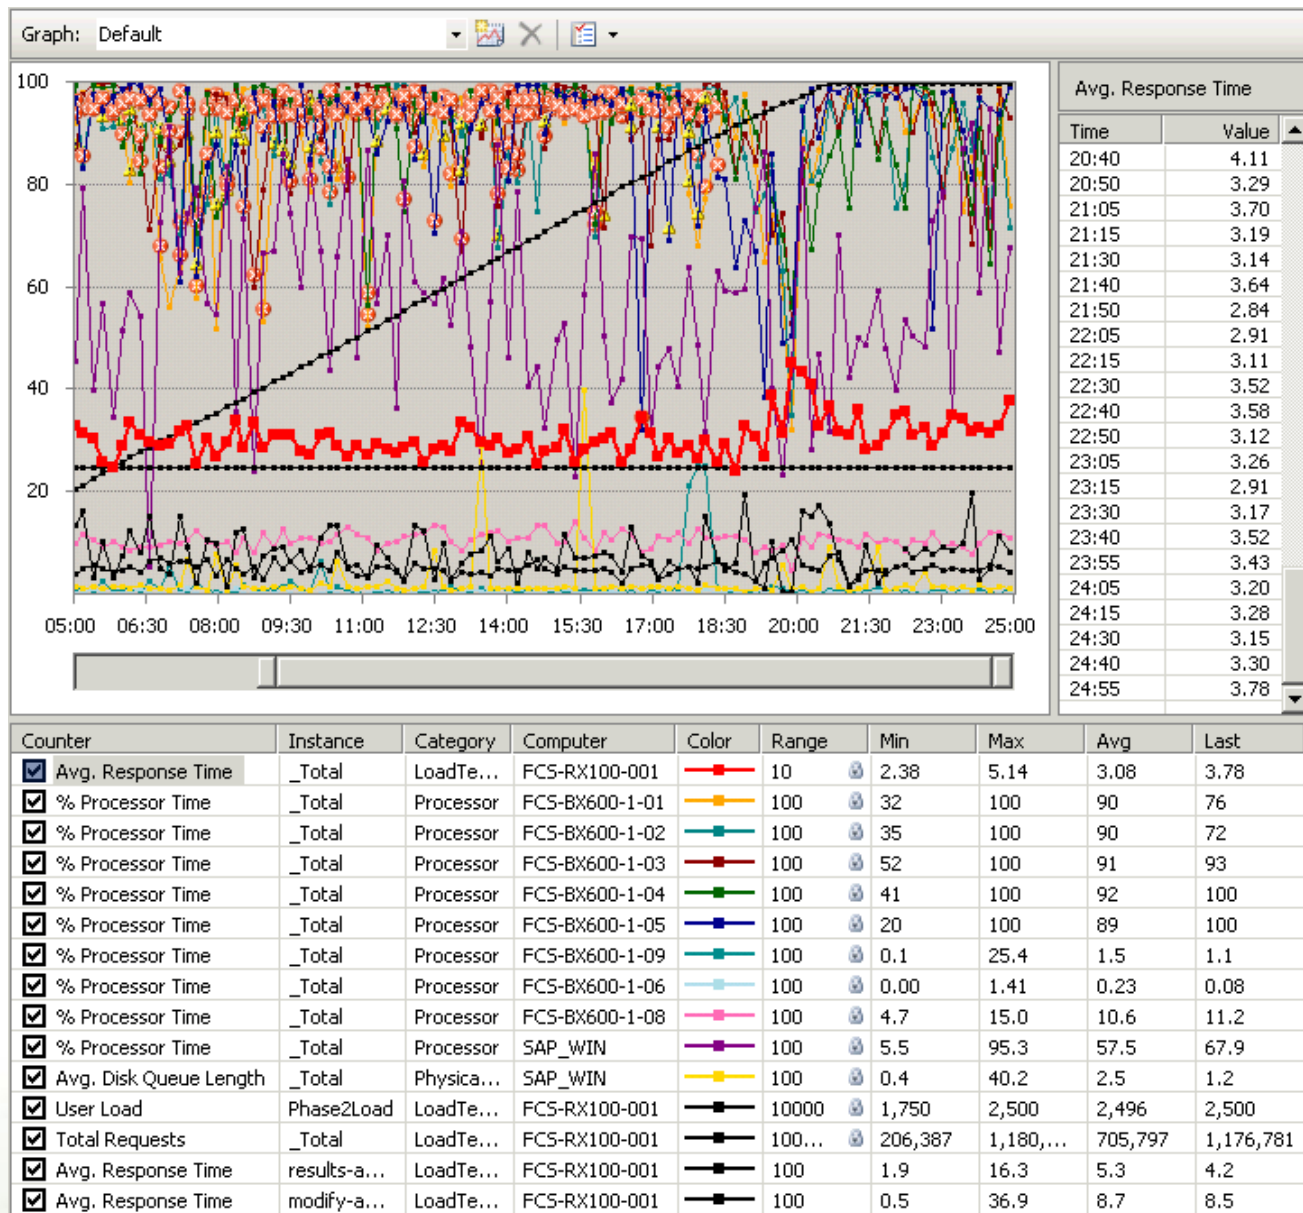 Graph: Default
100
80
60
40
20
05:00 06:30 08:00 09:30 11:00 12:30 14:00 15:30 17:00 18:30 20:00 21:30 23:00 25:00
Avg. Response Time
Time Value
20:40 4.11
20:50 3.29
21:05 3.70
21:15 3.19
21:30 3.14
21:40 3.64
21:50 2.84
22:05 2.91
22:15 3.11
22:30 3.52
22:40 3.58
22:50 3.12
23:05 3.26
23:15 2.91
23:30 3.17
23:40 3.52
23:55 3.43
24:05 3.20
24:15 3.28
24:30 3.15
24:40 3.30
24:55 3.78
Counter Instance Category Computer Color Range Min Max Avg Last
Avg. Response Time _Total LoadTe... FCS-RX100-001 10 2.38 5.14 3.08 3.78
% Processor Time _Total Processor FCS-BX600-1-01 100 32 100 90 76
% Processor Time _Total Processor FCS-BX600-1-02 100 35 100 90 72
% Processor Time _Total Processor FCS-BX600-1-03 100 52 100 91 93
% Processor Time _Total Processor FCS-BX600-1-04 100 41 100 92 100
% Processor Time _Total Processor FCS-BX600-1-05 100 20 100 89 100
% Processor Time _Total Processor FCS-BX600-1-09 100 0.1 25.4 1.5 1.1
% Processor Time _Total Processor FCS-BX600-1-06 100 0.00 1.41 0.23 0.08
% Processor Time _Total Processor FCS-BX600-1-08 100 4.7 15.0 10.6 11.2
% Processor Time _Total Processor SAP_WIN 100 5.5 95.3 57.5 67.9
Avg. Disk Queue Length _Total Physica... SAP_WIN 100 0.4 40.2 2.5 1.2
User Load Phase2Load LoadTe... FCS-RX100-001 10000 1,750 2,500 2,496 2,500
Total Requests _Total LoadTe... FCS-RX100-001 100... 206,387 1,180,... 705,797 1,176,781
Avg. Response Time results-a... LoadTe... FCS-RX100-001 100 1.9 16.3 5.3 4.2
Avg. Response Time modify-a... LoadTe... FCS-RX100-001 100 0.5 36.9 8.7 8.5